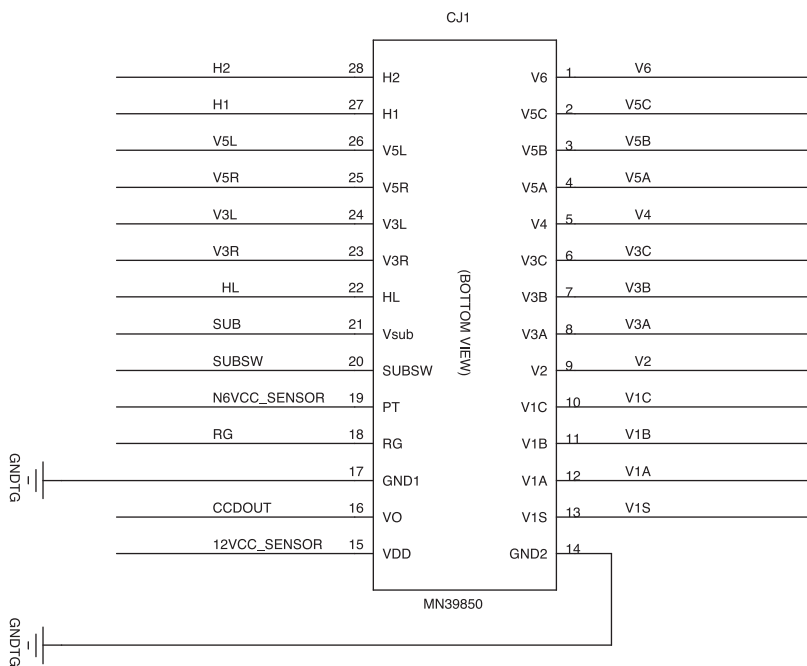 CJ1
H2 28 H2 V6 1 V6
H1 27 H1 V5C 2 V5C
V5L 26 V5L V5B 3 V5B
V5R 25 V5R V5A 4 V5A
V3L 24 V3L V4 5 V4
V3R 23 V3R V3C 6 V3C
HL 22 HL V3B 7 V3B
SUB 21 Vsub V3A 8 V3A
SUBSW 20 SUBSW V2 9 V2
N6VCC_SENSOR 19 PT V1C 10 V1C
RG 18 RG V1B 11 V1B
17 GND1 V1A 12 V1A
CCDOUT 16 VO V1S 13 V1S
12VCC_SENSOR 15 VDD GND2 14
(BOTTOM VIEW)
GNDTG
MN39850
GNDTG